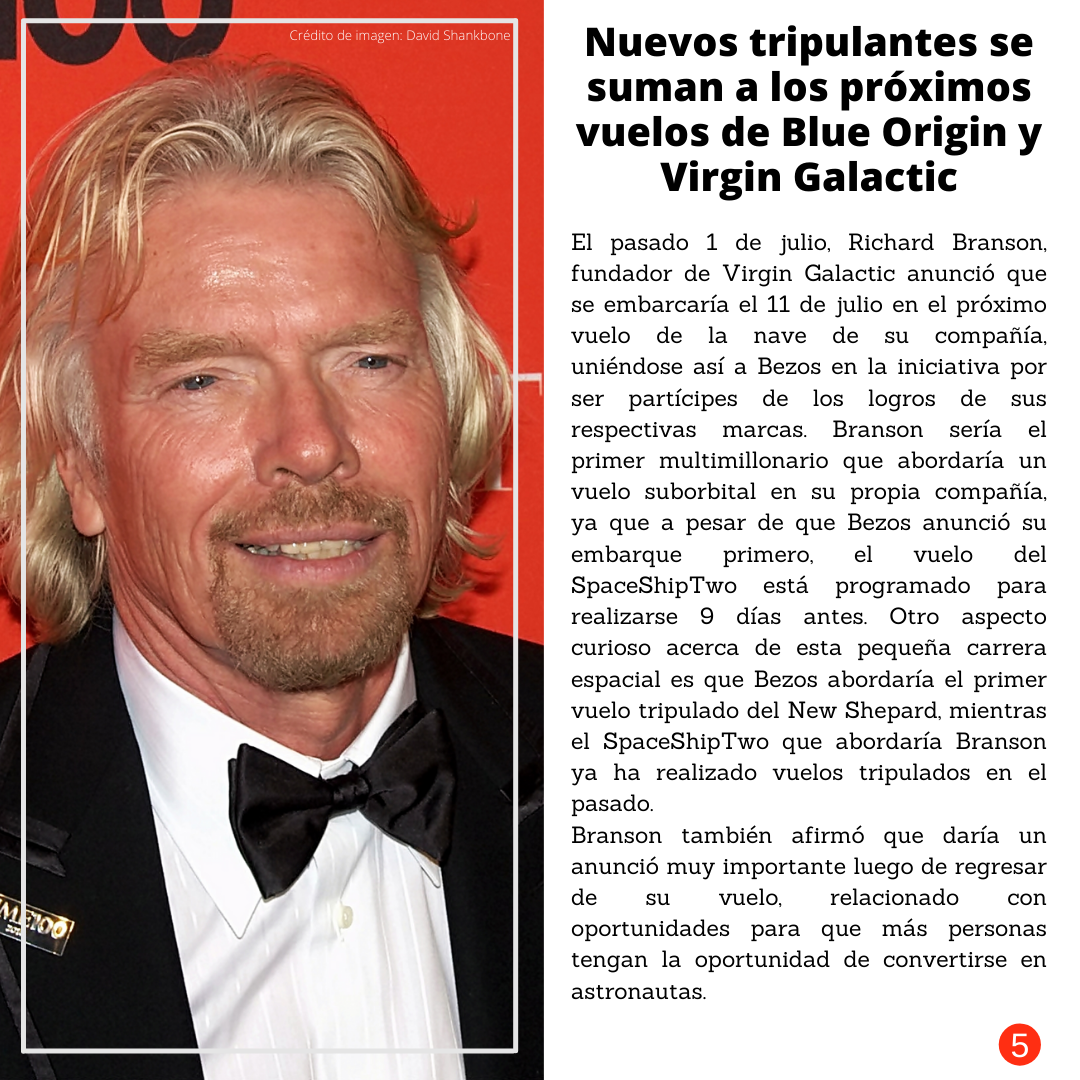 100
Crédito de imagen: David Shankbone
T
ME100
Nuevos tripulantes se
suman a los próximos
vuelos de Blue Origin y
Virgin Galactic
El pasado 1 de julio, Richard Branson,
fundador de Virgin Galactic anunció que
se embarcaría el 11 de julio en el próximo
vuelo de la nave de su compañía,
uniéndose así a Bezos en la iniciativa por
ser partícipes de los logros de sus
respectivas marcas. Branson sería el
primer multimillonario que abordaría un
vuelo suborbital en su propia compañía,
ya que a pesar de que Bezos anunció su
embarque primero, el vuelo del
SpaceShipTwo está programado para
realizarse 9 días antes. Otro aspecto
curioso acerca de esta pequeña carrera
espacial es que Bezos abordaría el primer
vuelo tripulado del New Shepard, mientras
el SpaceShipTwo que abordaría Branson
ya ha realizado vuelos tripulados en el
pasado.
Branson también afirmó que daría un
anunció muy importante luego de regresar
de su vuelo, relacionado con
oportunidades para que más personas
tengan la oportunidad de convertirse en
astronautas.
5